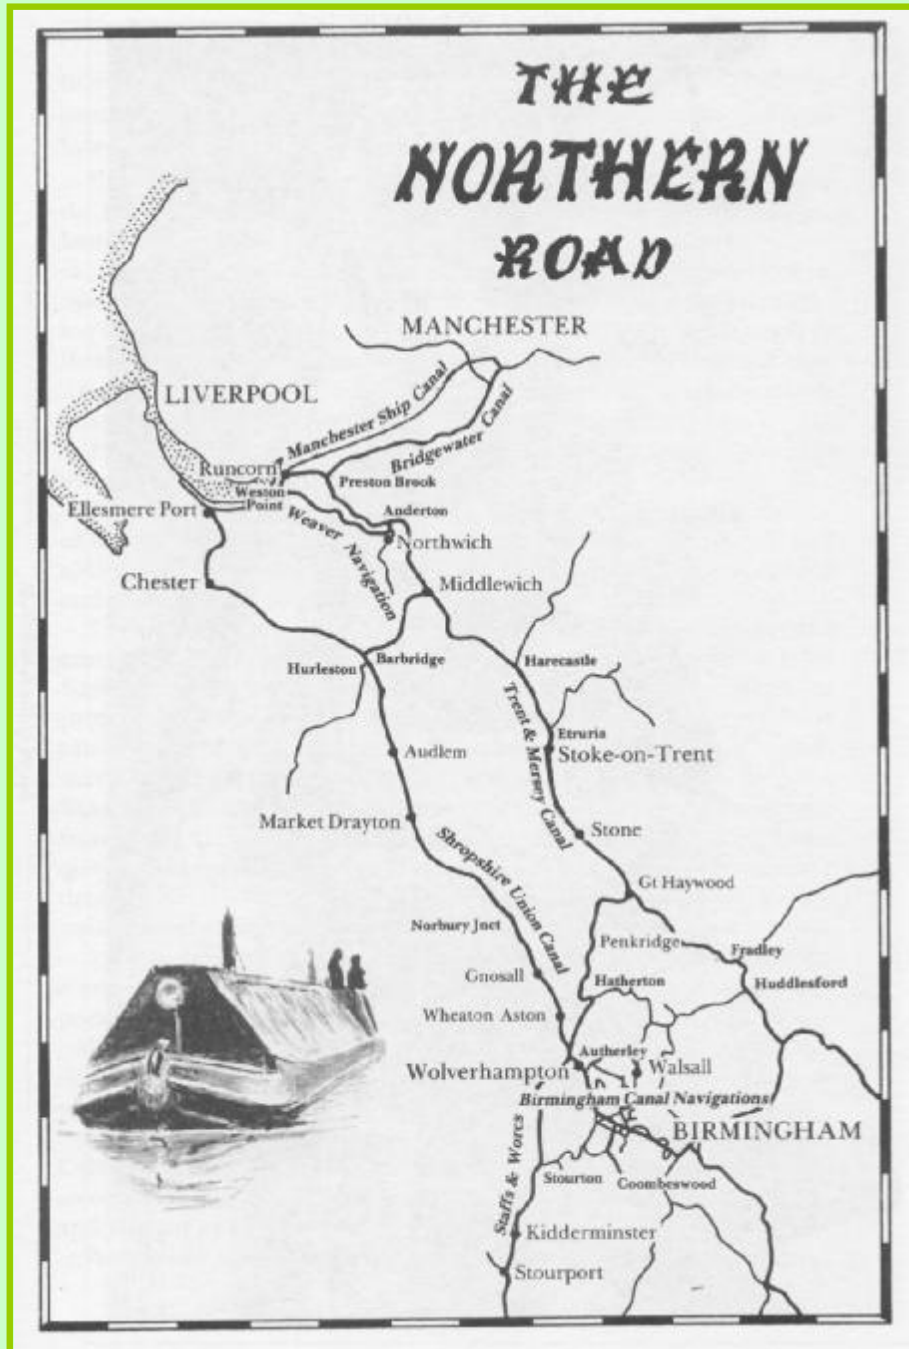 THE
NORTHERN
ROAD
MANCHESTER
LIVERPOOL
Manchester Ship Canal
Bridgewater Canal
Runcorn
Preston Brook
Weston
Point
Ellesmere Port
Anderton
Weaver Navigation
Northwich
Chester
Middlewich
Hurleston
Barbridge
Harecastle
Trent & Mersey Canal
Etruria
Stoke-on-Trent
Audlem
Market Drayton
Stone
Shropshire Union Canal
Gt Haywood
Norbury Jnct
Penkridge
Fradley
Gnosall
Hatherton
Huddlesford
Wheaton Aston
Autherley
Wolverhampton
Walsall
Birmingham Canal Navigations
BIRMINGHAM
Staffs & Worcs
Stourton
Coombeswood
Kidderminster
Stourport